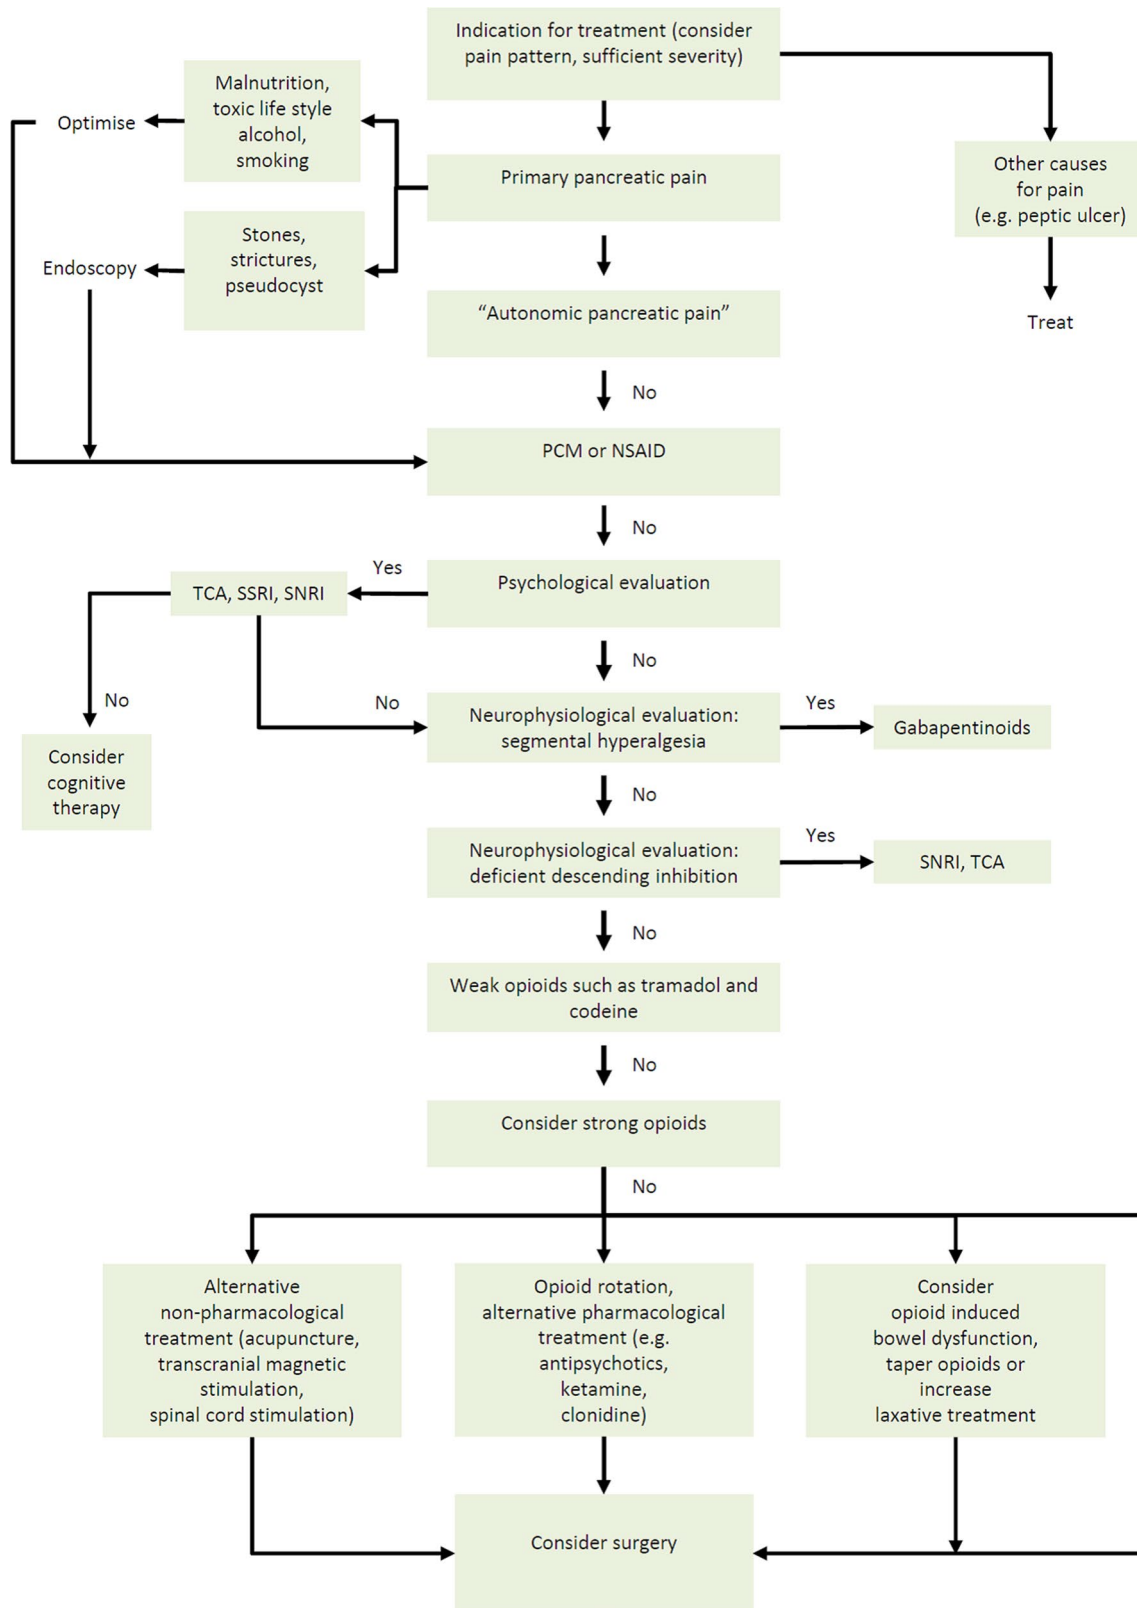 Indication for treatment (consider
pain pattern, sufficient severity)
Malnutrition,
toxic life style
alcohol,
smoking
Optimise
Primary pancreatic pain
Other causes
for pain
(e.g. peptic ulcer)
Stones,
strictures,
pseudocyst
Endoscopy
“Autonomic pancreatic pain”
Treat
No
PCM or NSAID
No
Psychological evaluation
Yes
TCA, SSRI, SNRI
No
No
Consider
cognitive
therapy
No
Neurophysiological evaluation:
segmental hyperalgesia
Yes
Gabapentinoids
No
Neurophysiological evaluation:
deficient descending inhibition
Yes
SNRI, TCA
No
Weak opioids such as tramadol and
codeine
No
Consider strong opioids
No
Alternative
non-pharmacological
treatment (acupuncture,
transcranial magnetic
stimulation,
spinal cord stimulation)
Opioid rotation,
alternative pharmacological
treatment (e.g.
antipsychotics,
ketamine,
clonidine)
Consider
opioid induced
bowel dysfunction,
taper opioids or
increase
laxative treatment
Consider surgery